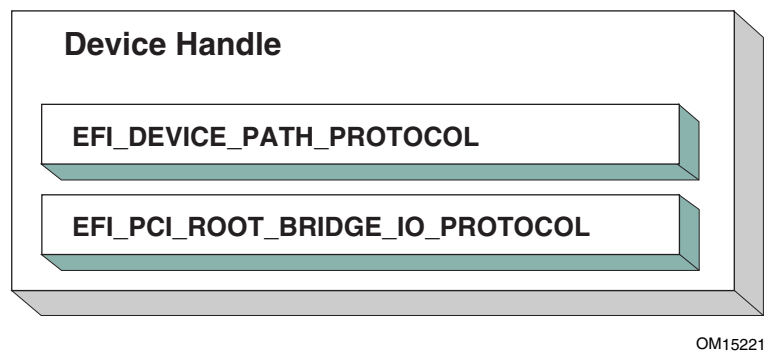 Device Handle
EFI_DEVICE_PATH_PROTOCOL
EFI_PCI_ROOT_BRIDGE_IO_PROTOCOL
OM15221